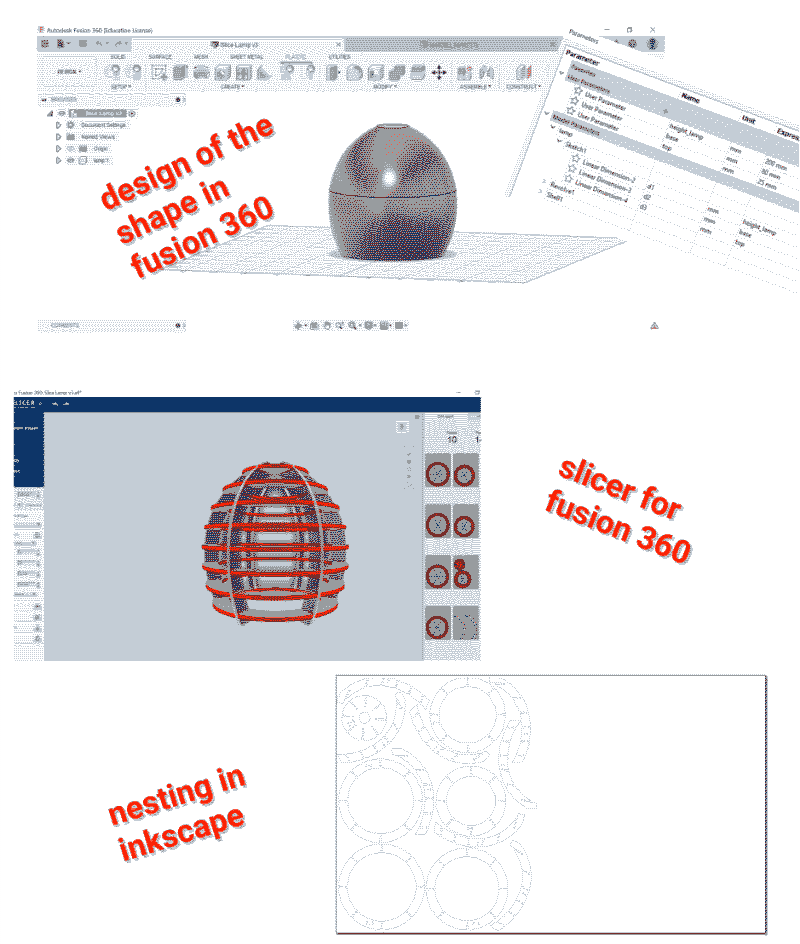 Autodesk Fusion 360 (Education License)
Slice Lamp v3
SOLID SURFACE MESH SHEET METAL PLASTIC UTILITIES
DESIGN
SETUP CREATE MODIFY ASSEMBLE CONSTRUCT
Slice Lamp v3
Document Settings
Named Views
Origin
lamp:1
COMMENTS
Parameters
Parameter Name Unit Expres
Favorites
User Parameters
User Parameter height_lamp mm 200 mm
User Parameter base mm 80 mm
User Parameter top mm 25 mm
Model Parameters
lamp
Sketch1
Linear Dimension-2 d1 mm height_lamp
Linear Dimension-3 d2 mm base
Linear Dimension-4 d3 mm top
Revolve1
Shell1
design of the
shape in
fusion 360
r Fusion 360: Slice Lamp v3
LICER
10 1
slicer for
fusion 360
nesting in
inkscape